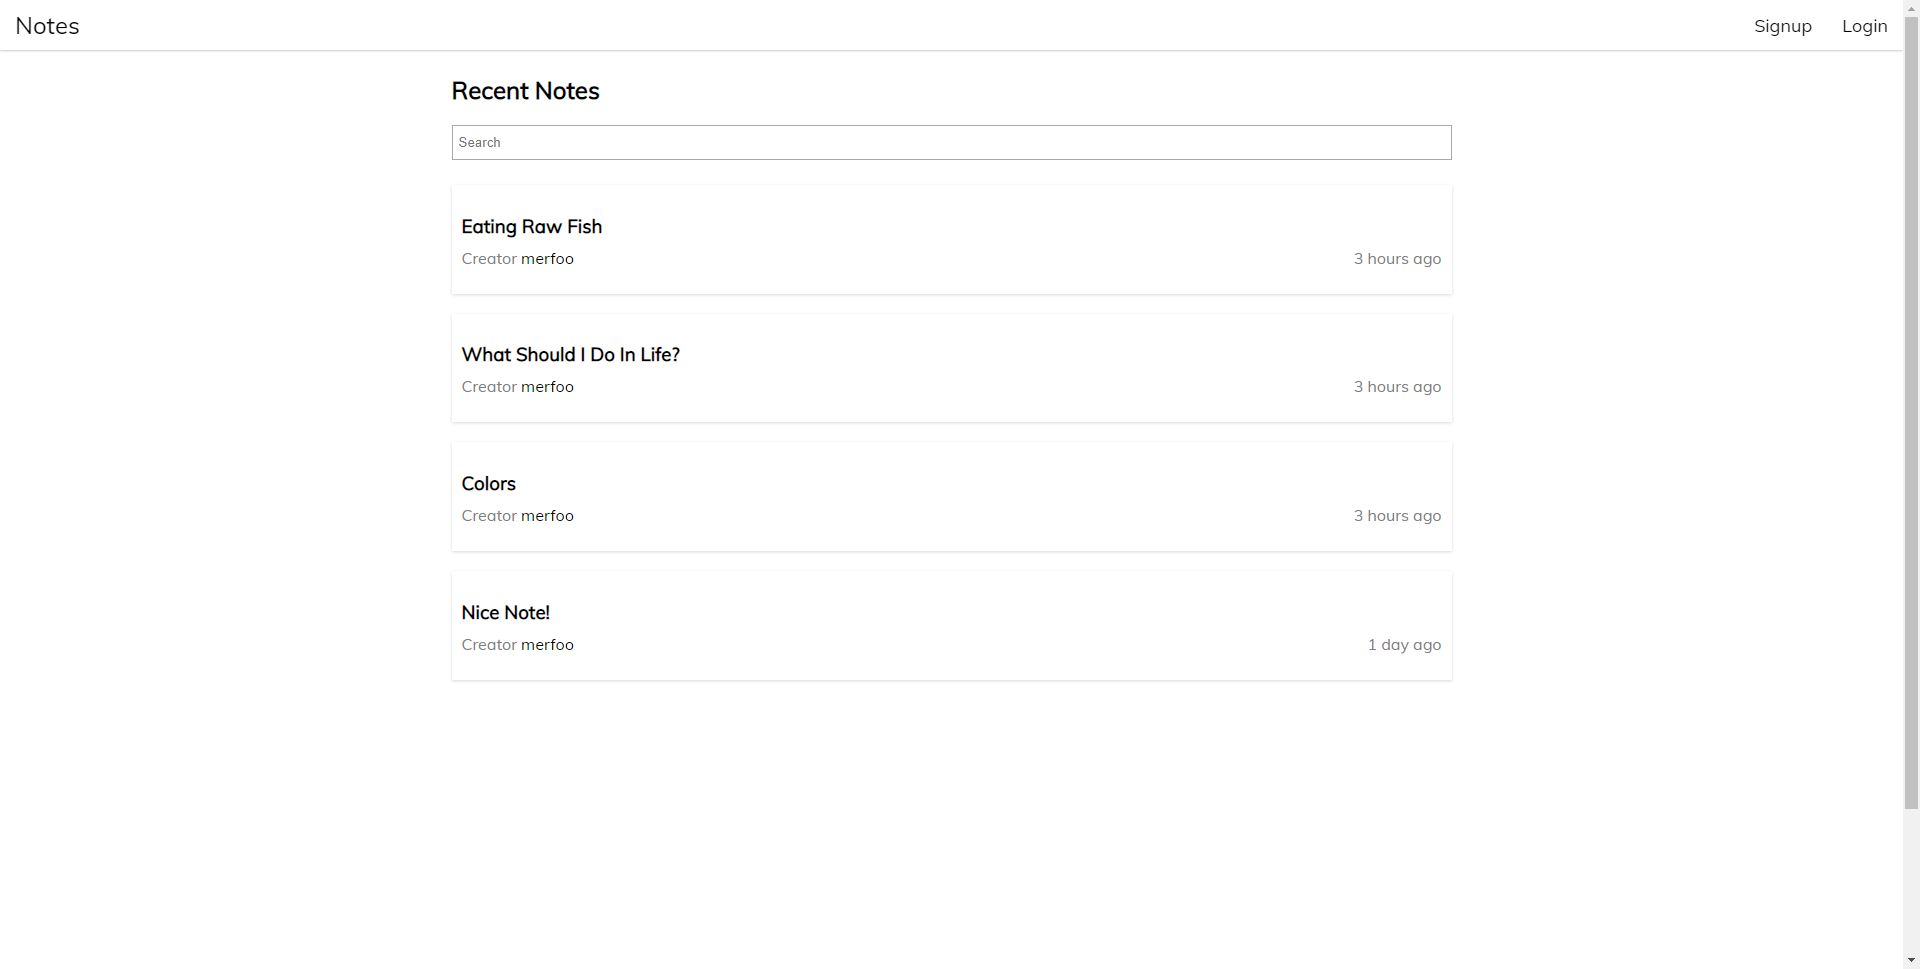 Notes
Signup Login
Recent Notes
Search
Eating Raw Fish
Creator merfoo 3 hours ago
What Should I Do In Life?
Creator merfoo 3 hours ago
Colors
Creator merfoo 3 hours ago
Nice Note!
Creator merfoo 1 day ago